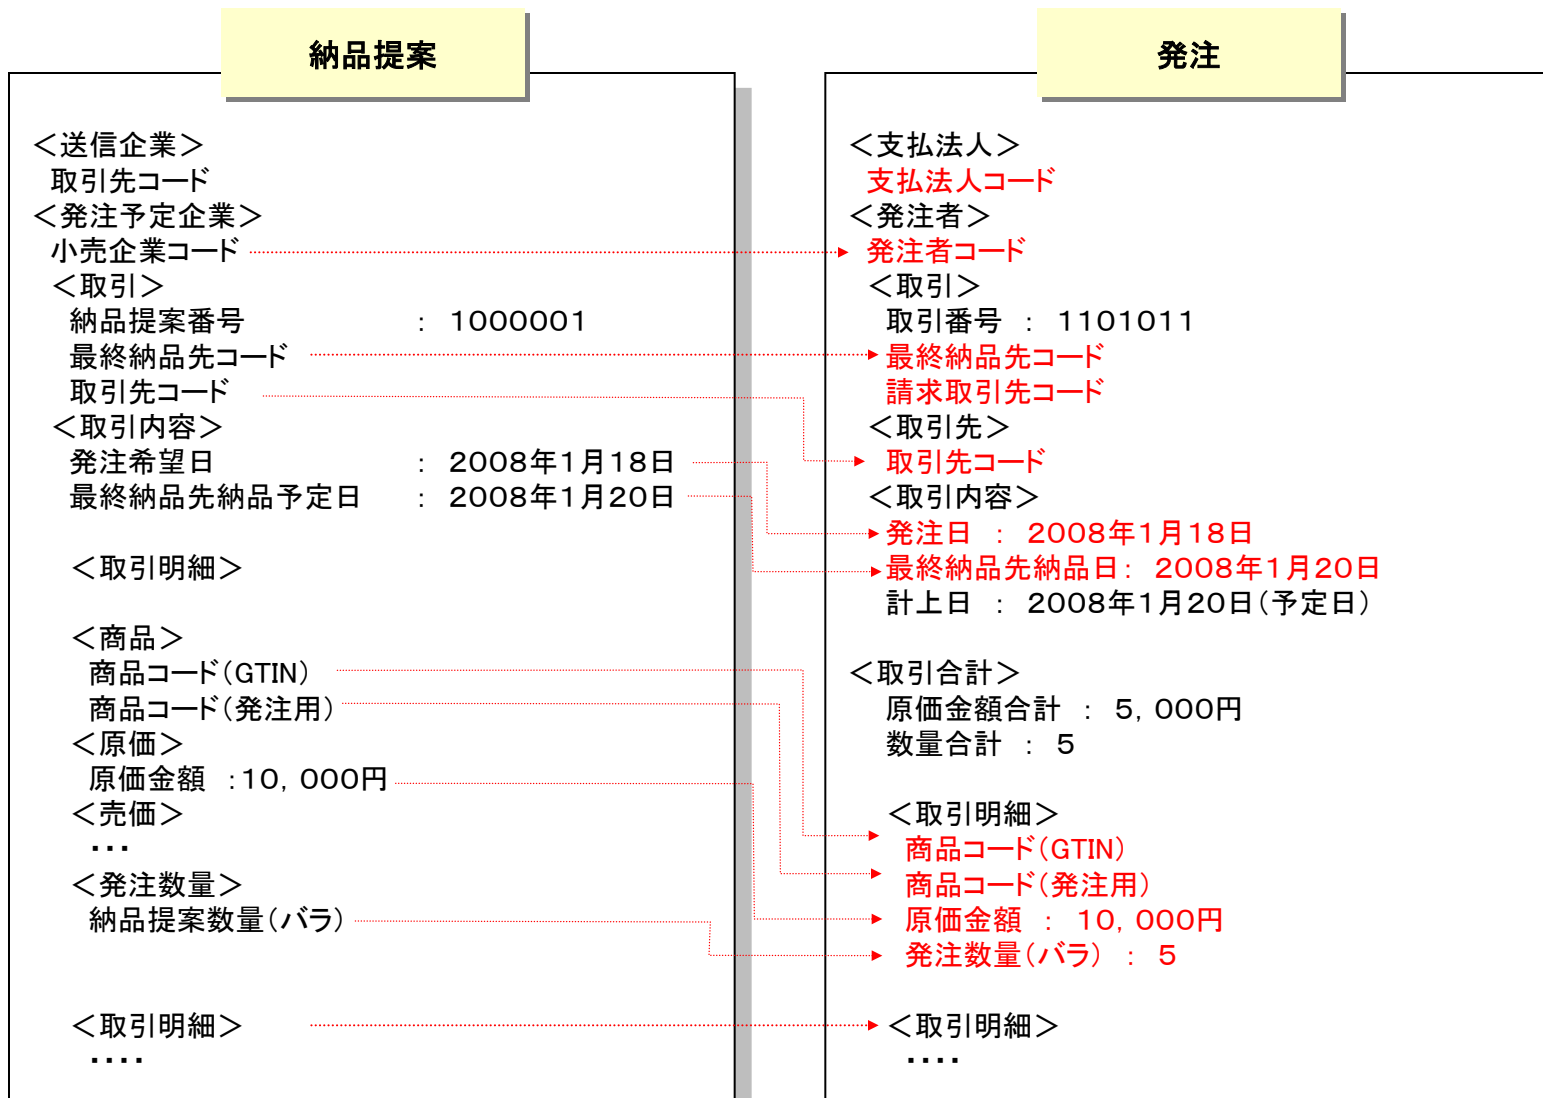 納品提案
＜送信企業＞
取引先コード
＜発注予定企業＞
小売企業コード
＜取引＞
納品提案番号 ： １０００００１
最終納品先コード
取引先コード
＜取引内容＞
発注希望日 ： ２００８年１月１８日
最終納品先納品予定日 ： ２００８年１月２０日
＜取引明細＞
＜商品＞
商品コード（GTIN）
商品コード（発注用）
＜原価＞
原価金額 ：１０，０００円
＜売価＞
・・・
＜発注数量＞
納品提案数量（バラ）
＜取引明細＞
・・・・
発注
＜支払法人＞
支払法人コード
＜発注者＞
発注者コード
＜取引＞
取引番号 ： １１０１０１１
最終納品先コード
請求取引先コード
＜取引先＞
取引先コード
＜取引内容＞
発注日 ： ２００８年１月１８日
最終納品先納品日： ２００８年１月２０日
計上日 ： ２００８年１月２０日（予定日）
＜取引合計＞
原価金額合計 ： ５，０００円
数量合計 ： ５
＜取引明細＞
商品コード（GTIN）
商品コード（発注用）
原価金額 ： １０，０００円
発注数量（バラ） ： ５
＜取引明細＞
・・・・